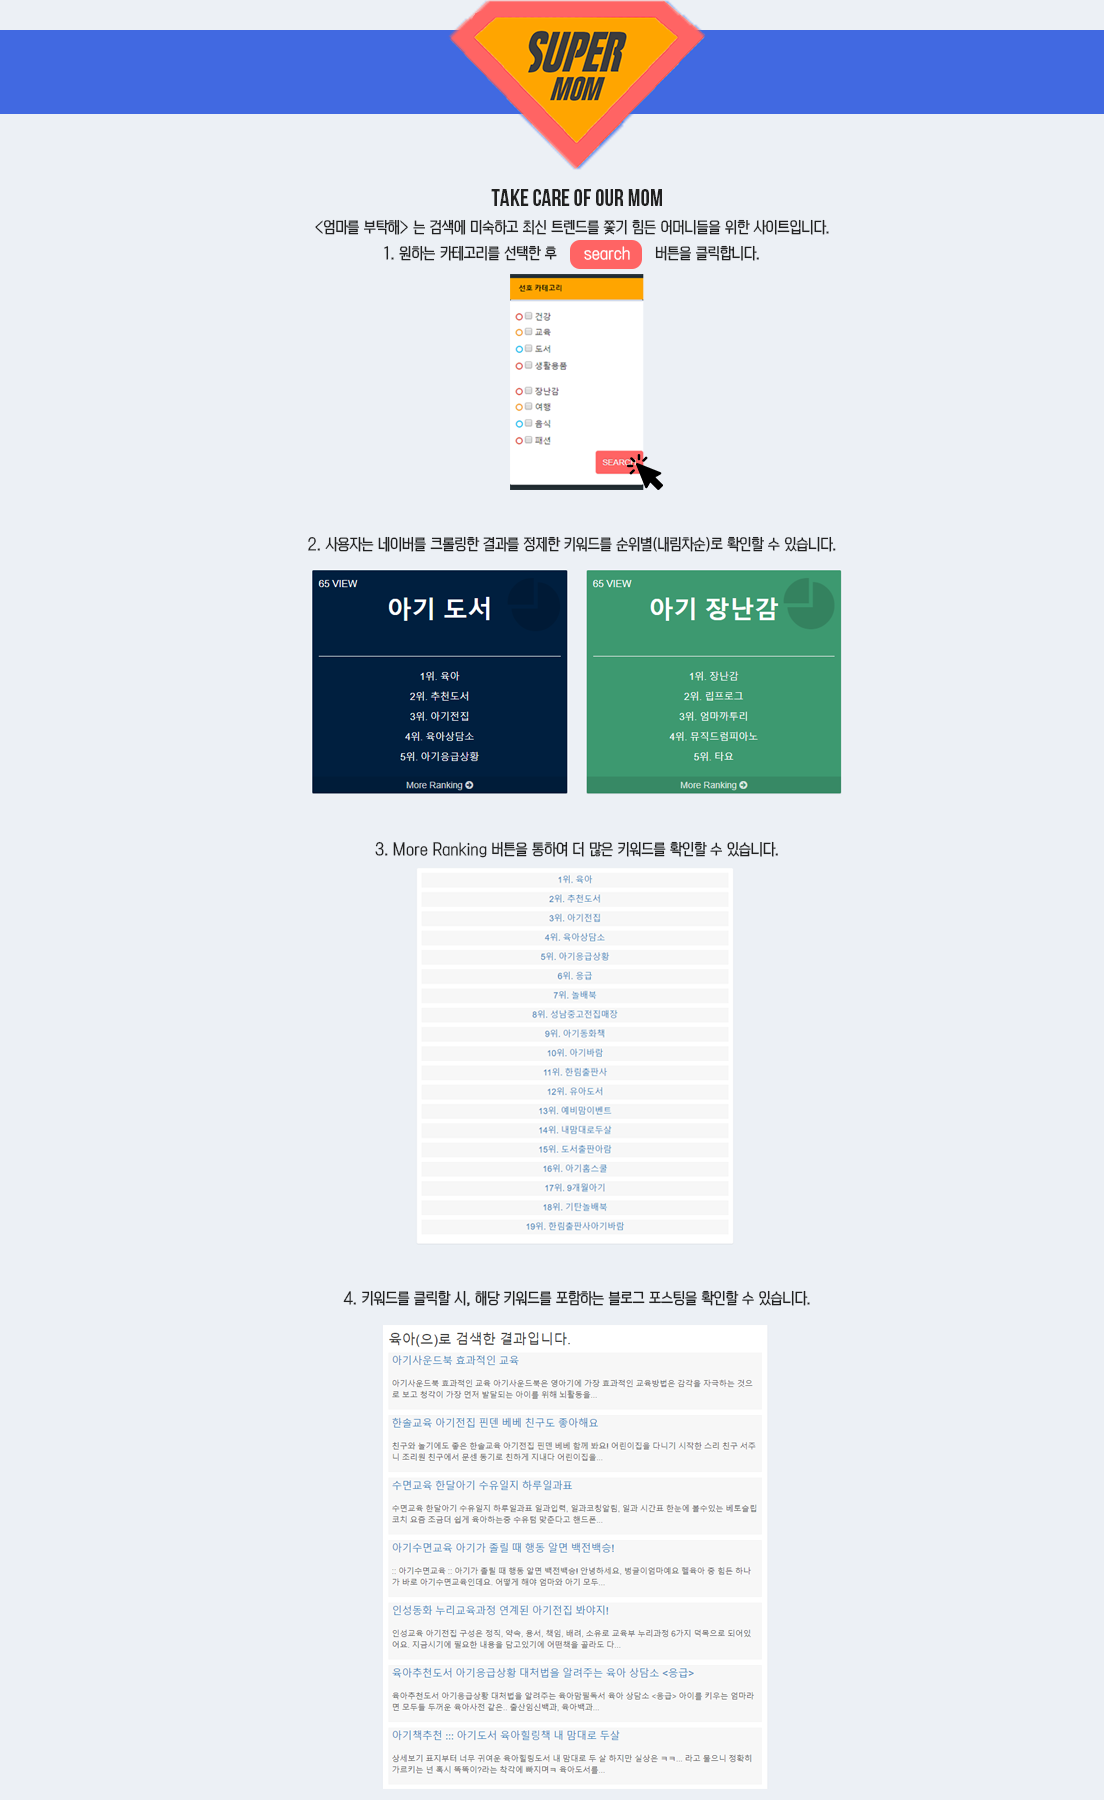 SUPER
MOM
TAKE CARE OF OUR MOM
<엄마를 부탁해> 는 검색에 미숙하고 최신 트렌드를 쫓기 힘든 어머니들을 위한 사이트입니다.
1. 원하는 카테고리를 선택한 후 search 버튼을 클릭합니다.
선호 카테고리
건강
교육
도서
생활용품
장난감
여행
음식
패션
SEARCH
2. 사용자는 네이버를 크롤링한 결과를 정제한 키워드를 순위별(내림차순)로 확인할 수 있습니다.
65 VIEW
아기 도서
1위. 육아
2위. 추천도서
3위. 아기전집
4위. 육아상담소
5위. 아기응급상황
More Ranking
65 VIEW
아기 장난감
1위. 장난감
2위. 립프로그
3위. 엄마까투리
4위. 뮤직드럼피아노
5위. 타요
More Ranking
3. More Ranking 버튼을 통하여 더 많은 키워드를 확인할 수 있습니다.
1위. 육아
2위. 추천도서
3위. 아기전집
4위. 육아상담소
5위. 아기응급상황
6위. 응급
7위. 놀배북
8위. 성남중고전집매장
9위. 아기동화책
10위. 아기바람
11위. 한림출판사
12위. 유아도서
13위. 예비맘이벤트
14위. 내맘대로두살
15위. 도서출판아람
16위. 아기홈스쿨
17위. 9개월아기
18위. 기탄놀배북
19위. 한림출판사아기바람
4. 키워드를 클릭할 시, 해당 키워드를 포함하는 블로그 포스팅을 확인할 수 있습니다.
육아(으)로 검색한 결과입니다.
아기사운드북 효과적인 교육
아기사운드북 효과적인 교육 아기사운드북은 영아기에 가장 효과적인 교육방법은 감각을 자극하는 것으
로 보고 청각이 가장 먼저 발달되는 아이를 위해 뇌활동을...
한솔교육 아기전집 핀덴 베베 친구도 좋아해요
친구와 놀기에도 좋은 한솔교육 아기전집 핀덴 베베 함께 봐요! 어린이집을 다니기 시작한 스리 친구 서주
니 조리원 친구에서 문센 동기로 친하게 지내다 어린이집을...
수면교육 한달아기 수유일지 하루일과표
수면교육 한달아기 수유일지 하루일과표 일과입력, 일과코칭알림, 일과 시간표 한눈에 볼수있는 베토슬립
코치 요즘 조금더 쉽게 육아하는중 수유텀 맞춘다고 핸드폰...
아기수면교육 아기가 졸릴 때 행동 알면 백전백승!
:: 아기수면교육 :: 아기가 졸릴 때 행동 알면 백전백승! 안녕하세요, 벙글이엄마예요 헬육아 중 힘든 하나
가 바로 아기수면교육인데요. 어떻게 해야 엄마와 아기 모두...
인성동화 누리교육과정 연계된 아기전집 봐야지!
인성교육 아기전집 구성은 정직, 약속, 용서, 책임, 배려, 소유로 교육부 누리과정 6가지 덕목으로 되어있
어요. 지금시기에 필요한 내용을 담고있기에 어떤책을 골라도 다...
육아추천도서 아기응급상황 대처법을 알려주는 육아 상담소 <응급>
육아추천도서 아기응급상황 대처법을 알려주는 육아맘필독서 육아 상담소 <응급> 아이를 키우는 엄마라
면 모두들 두꺼운 육아사전 같은.. 출산임신백과, 육아백과...
아기책추천 ::: 아기도서 육아힐링책 내 맘대로 두살
상세보기 표지부터 너무 귀여운 육아힐링도서 내 맘대로 두 살 하지만 실상은 ㅋㅋ... 라고 물으니 정확히
가르키는 넌 혹시 똑똑이?라는 착각에 빠지며ㅋ 육아도서를...